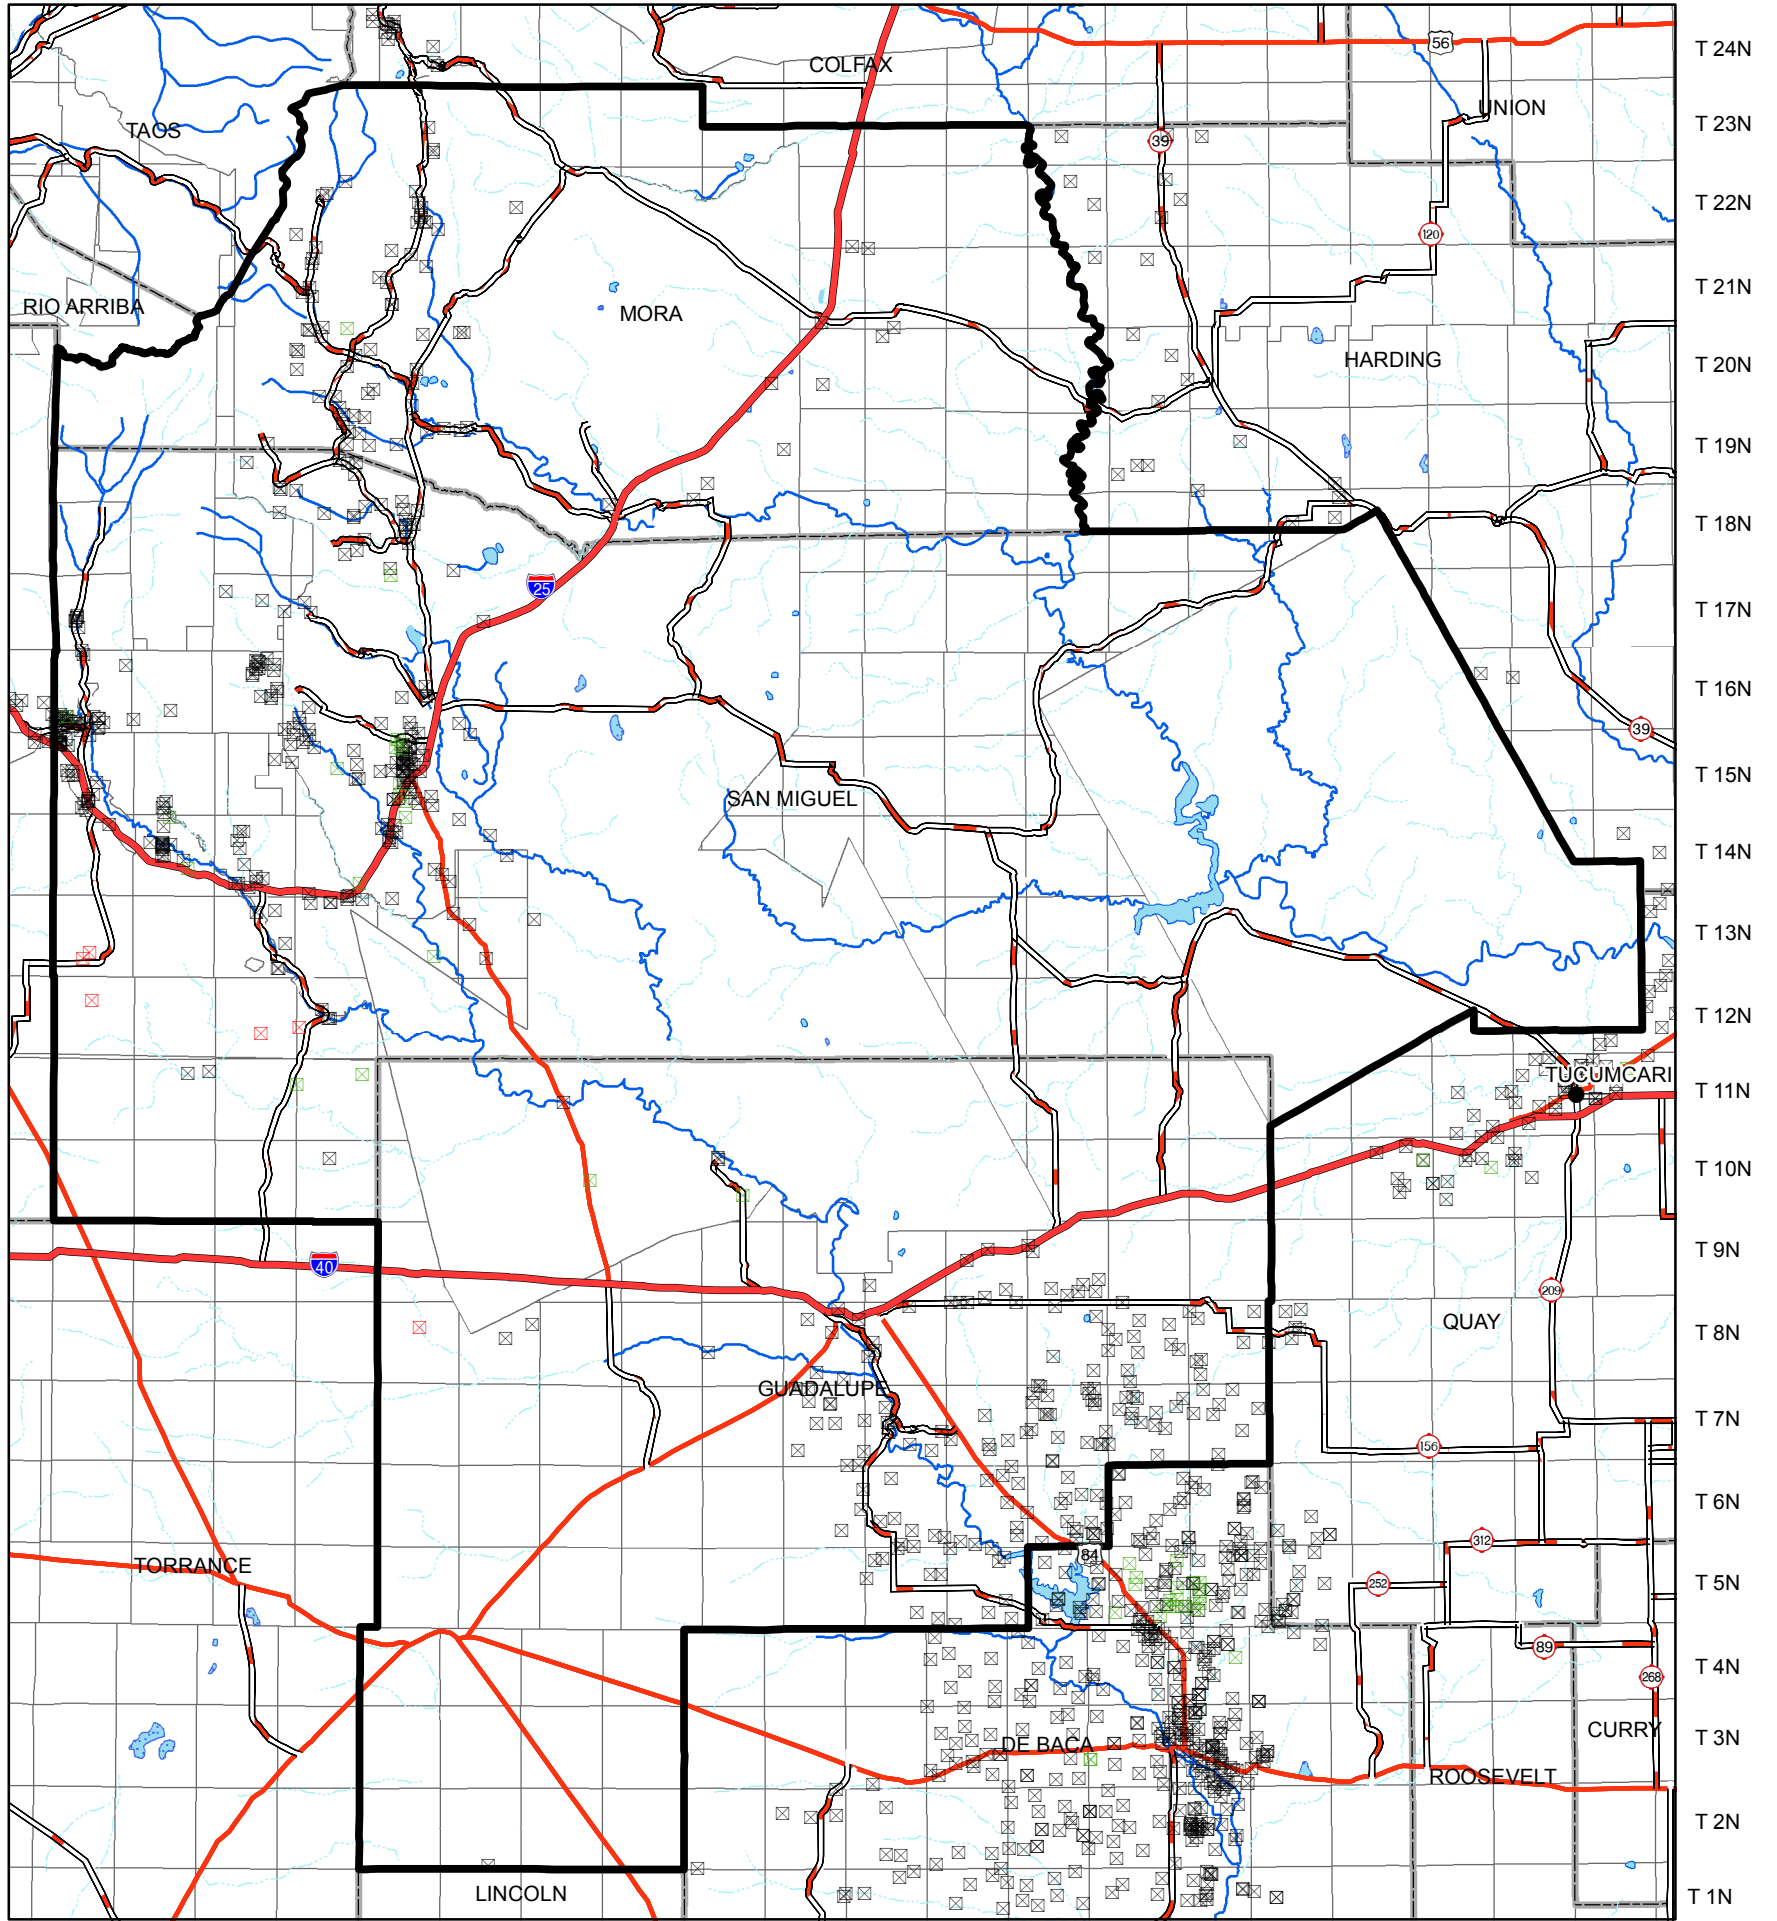 T 24N
56
COLFAX
UNION
T 23N
TAOS
39
T 22N
120
T 21N
RIO ARRIBA
MORA
HARDING
T 20N
T 19N
T 18N
25
T 17N
T 16N
39
T 15N
SAN MIGUEL
T 14N
T 13N
T 12N
TUCUMCARI
T 11N
T 10N
T 9N
40
209
QUAY
T 8N
GUADALUPE
T 7N
156
T 6N
312
84
TORRANCE
252
T 5N
89
T 4N
268
CURRY
T 3N
DE BACA
ROOSEVELT
T 2N
LINCOLN
T 1N